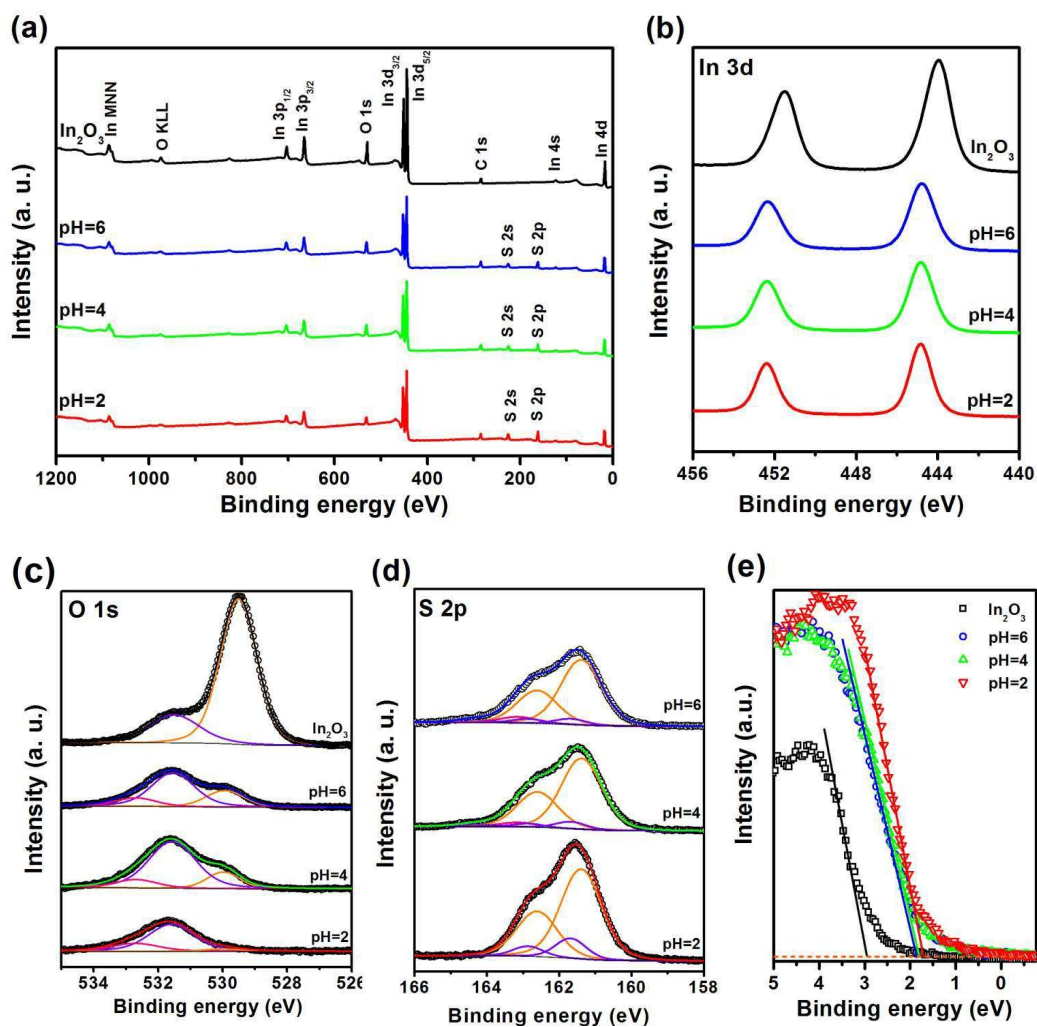 (a)
In₂O₃
In MNN
O KLL
In 3p₁/₂
In 3p₃/₂
O 1s
In 3d₃/₂
In 3d₅/₂
C 1s
In 4s
In 4d
pH=6
S 2s
S 2p
pH=4
S 2s
S 2p
pH=2
S 2s
S 2p
Intensity (a. u.)
1200 1000 800 600 400 200 0
Binding energy (eV)
(b)
In 3d
In₂O₃
pH=6
pH=4
pH=2
Intensity (a. u.)
456 452 448 444 440
Binding energy (eV)
(c)
O 1s
In₂O₃
pH=6
pH=4
pH=2
Intensity (a. u.)
534 532 530 528 526
Binding energy (eV)
(d)
S 2p
pH=6
pH=4
pH=2
Intensity (a. u.)
166 164 162 160 158
Binding energy (eV)
(e)
In₂O₃
pH=6
pH=4
pH=2
Intensity (a. u.)
5 4 3 2 1 0
Binding energy (eV)